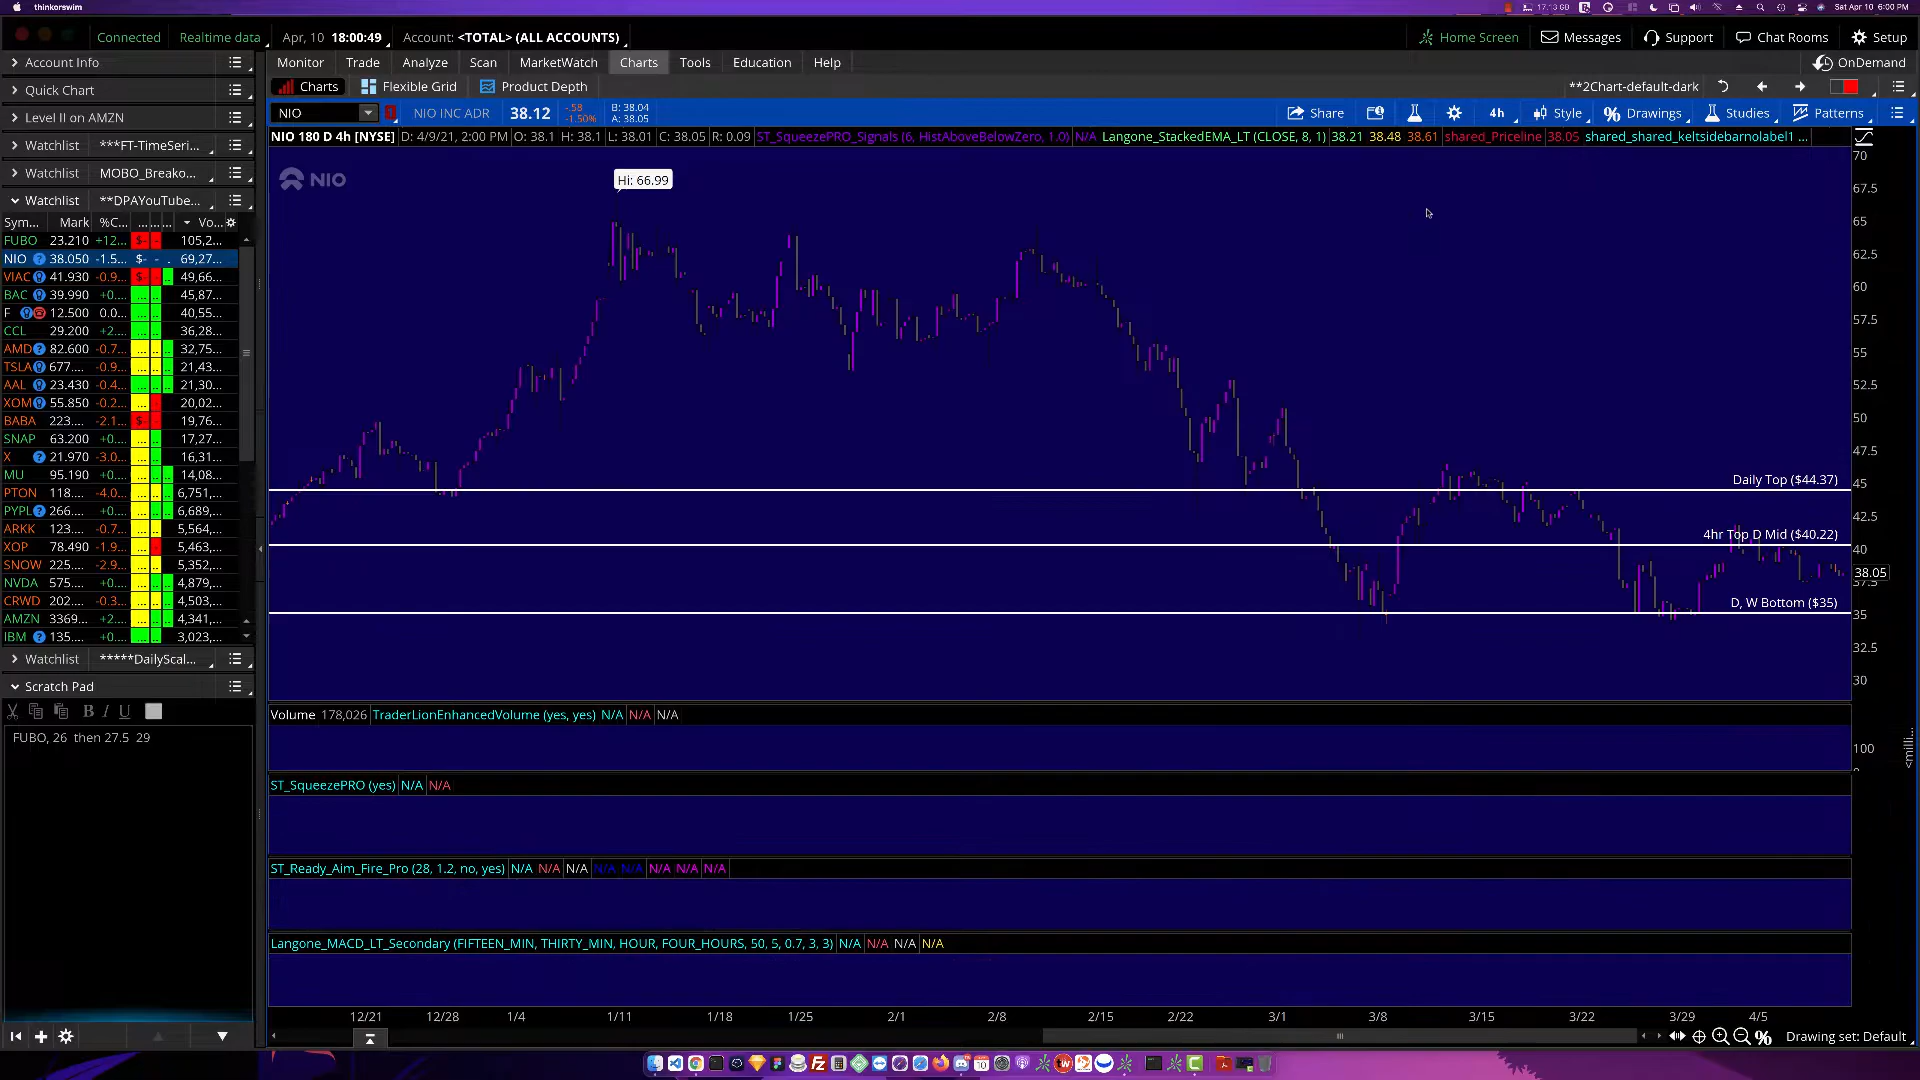 thinkorswim
17.13 GB
Sat Apr 10 6:00 PM
Connected Realtime data Apr, 10 18:00:49 Account: <TOTAL> (ALL ACCOUNTS)
Home Screen Messages Support Chat Rooms Setup
Account Info
Monitor Trade Analyze Scan MarketWatch Charts Tools Education Help OnDemand
Quick Chart
Charts Flexible Grid Product Depth **2Chart-default-dark
Level II on AMZN
NIO NIO INC ADR 38.12 -.58 -1.50% B: 38.04 A: 38.05 Share 4h Style Drawings Studies Patterns
NIO 180 D 4h [NYSE] D: 4/9/21, 2:00 PM O: 38.1 H: 38.1 L: 38.01 C: 38.05 R: 0.09 ST_SqueezePRO_Signals (6, HistAboveBelowZero, 1.0) N/A Langone_StackedEMA_LT (CLOSE, 8, 1) 38.21 38.48 38.61 shared_Priceline 38.05 shared_shared_keltsidebarnolabel1 ...
Watchlist ***FT-TimeSeri...
Watchlist MOBO_Breako...
Watchlist **DPAYouTube...
Sym... Mark %C... ... ... ... Vo...
FUBO 23.210 +12... $- - 105,2...
NIO 38.050 -1.5... $- - . 69,27...
VIAC 41.930 -0.9... $- .. 49,66...
BAC 39.990 +0.... ... .. 45,87...
F 12.500 0.0... ... .. 40,55...
CCL 29.200 +2.... ... .. 36,28...
AMD 82.600 -0.7... ... .. .. 32,75...
TSLA 677.... -0.9... ... .. .. 21,43...
AAL 23.430 -0.4... ... .. .. 21,30...
XOM 55.850 -0.2... ... 20,02...
BABA 223.... -2.1... $- 19,76...
SNAP 63.200 +0.... ... .. 17,27...
X 21.970 -3.0... ... .. 16,31...
MU 95.190 +0.... ... .. .. 14,08...
PTON 118.... -4.0... ... .. .. 6,751,...
PYPL 266.... +0.... ... .. .. 6,689,...
ARKK 123.... -0.7... ... .. 5,564,...
XOP 78.490 -1.9... ... 5,463,...
SNOW 225.... -2.9... ... .. 5,352,...
NVDA 575.... +0.... ... .. .. 4,879,...
CRWD 202.... -0.3... ... .. .. 4,503,...
AMZN 3369... +2.... ... .. .. 4,341,...
IBM 135.... +0.... ... .. .. 3,023,...
Watchlist *****DailyScal...
Scratch Pad
B I U
FUBO, 26 then 27.5 29
NIO
Hi: 66.99
Daily Top ($44.37)
4hr Top D Mid ($40.22)
D, W Bottom ($35)
70
67.5
65
62.5
60
57.5
55
52.5
50
47.5
45
42.5
40
38.05
37.5
35
32.5
30
Volume 178,026 TraderLionEnhancedVolume (yes, yes) N/A N/A N/A
100
<milli...
ST_SqueezePRO (yes) N/A N/A
ST_Ready_Aim_Fire_Pro (28, 1.2, no, yes) N/A N/A N/A N/A N/A N/A N/A N/A
Langone_MACD_LT_Secondary (FIFTEEN_MIN, THIRTY_MIN, HOUR, FOUR_HOURS, 50, 5, 0.7, 3, 3) N/A N/A N/A N/A
12/21 12/28 1/4 1/11 1/18 1/25 2/1 2/8 2/15 2/22 3/1 3/8 3/15 3/22 3/29 4/5
Drawing set: Default